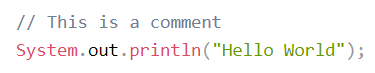 // This is a comment
System.out.println("Hello World");